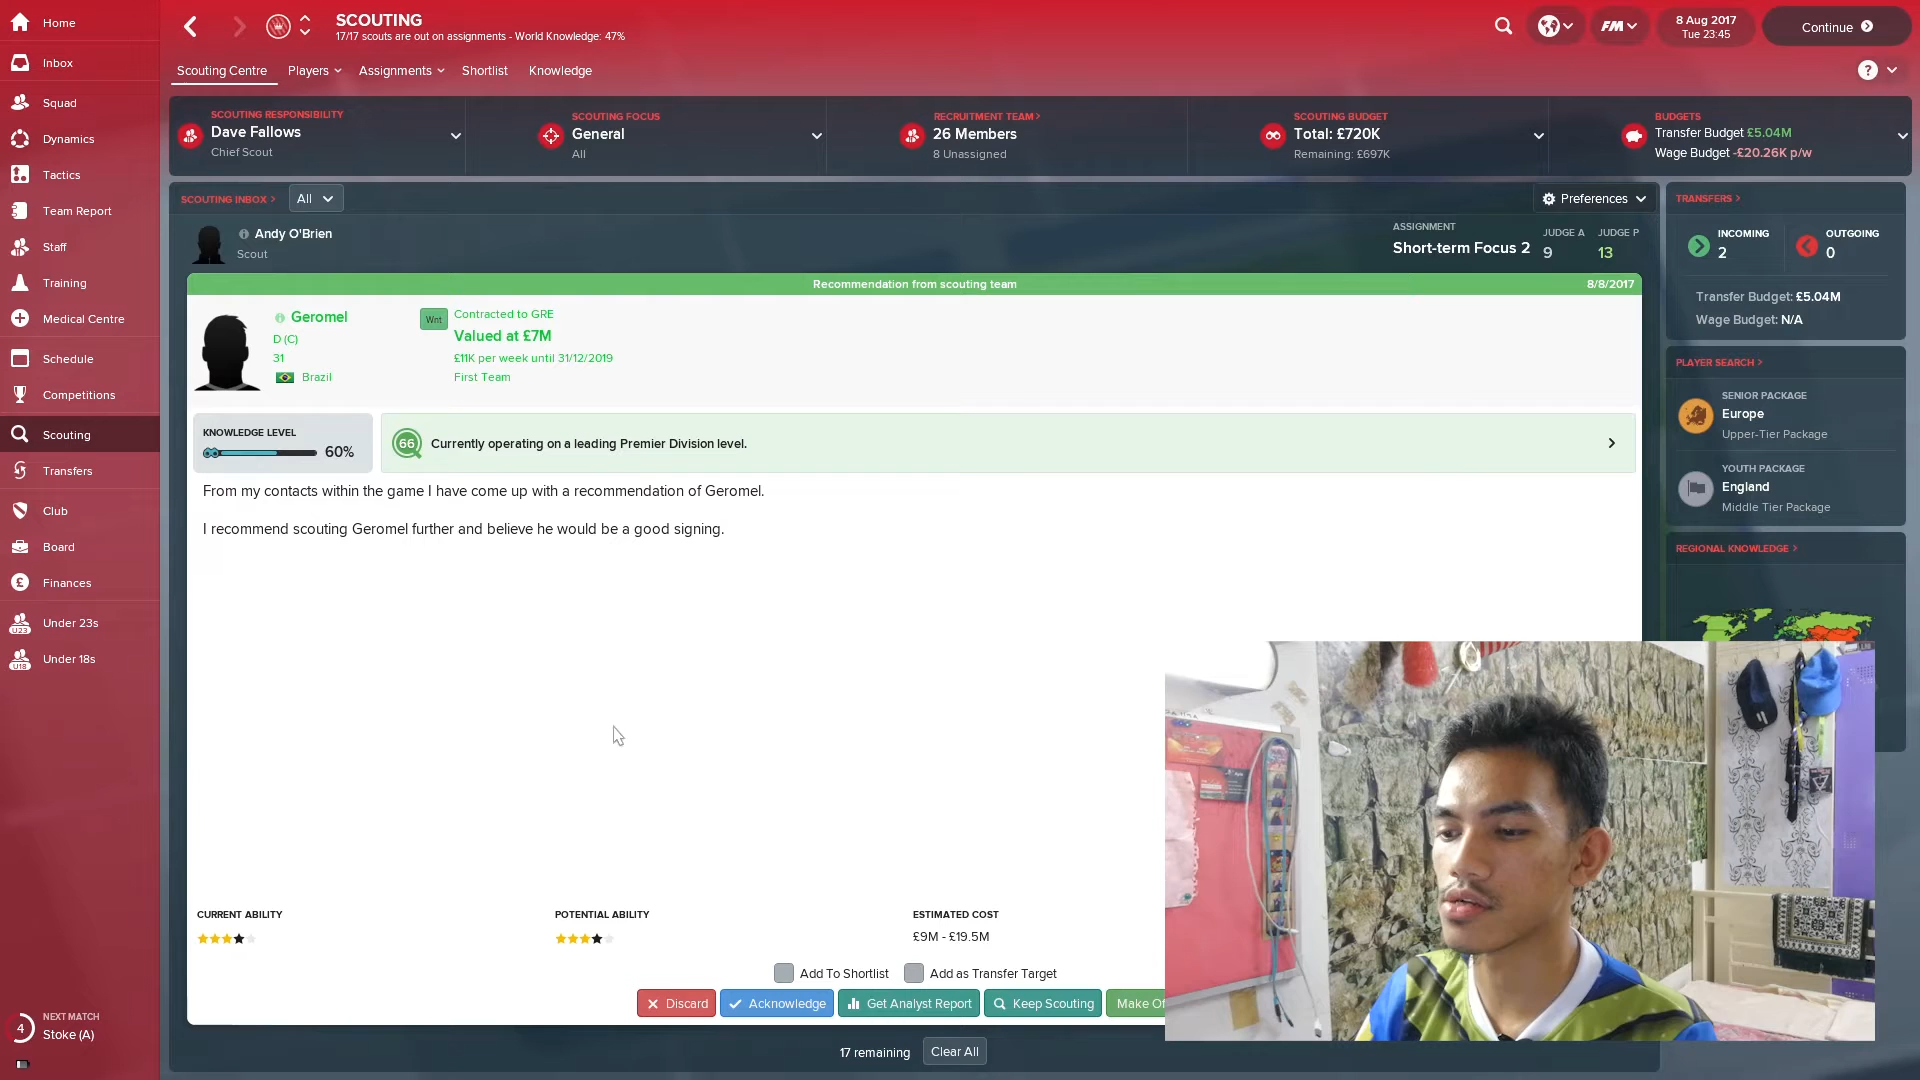 Home
Inbox
Squad
Dynamics
Tactics
Team Report
Staff
Training
Medical Centre
Schedule
Competitions
Scouting
Transfers
Club
Board
Finances
Under 23s
U23
Under 18s
U18
NEXT MATCH
4
Stoke (A)
SCOUTING
17/17 scouts are out on assignments - World Knowledge: 47%
FM
8 Aug 2017
Tue 23:45
Continue
Scouting Centre
Players
Assignments
Shortlist
Knowledge
?
SCOUTING RESPONSIBILITY
Dave Fallows
Chief Scout
SCOUTING FOCUS
General
All
RECRUITMENT TEAM >
26 Members
8 Unassigned
SCOUTING BUDGET
Total: £720K
Remaining: £697K
BUDGETS
Transfer Budget £5.04M
Wage Budget -£20.26K p/w
SCOUTING INBOX >
All
Preferences
Andy O'Brien
Scout
ASSIGNMENT
Short-term Focus 2
JUDGE A
9
JUDGE P
13
Recommendation from scouting team
8/8/2017
Geromel
D (C)
31
Brazil
Wnt
Contracted to GRE
Valued at £7M
£11K per week until 31/12/2019
First Team
KNOWLEDGE LEVEL
60%
66
Currently operating on a leading Premier Division level.
From my contacts within the game I have come up with a recommendation of Geromel.
I recommend scouting Geromel further and believe he would be a good signing.
CURRENT ABILITY
POTENTIAL ABILITY
ESTIMATED COST
£9M - £19.5M
Add To Shortlist
Add as Transfer Target
Discard
Acknowledge
Get Analyst Report
Keep Scouting
Make Of
17 remaining
Clear All
TRANSFERS >
INCOMING
2
OUTGOING
0
Transfer Budget: £5.04M
Wage Budget: N/A
PLAYER SEARCH >
SENIOR PACKAGE
Europe
Upper-Tier Package
YOUTH PACKAGE
England
Middle Tier Package
REGIONAL KNOWLEDGE >